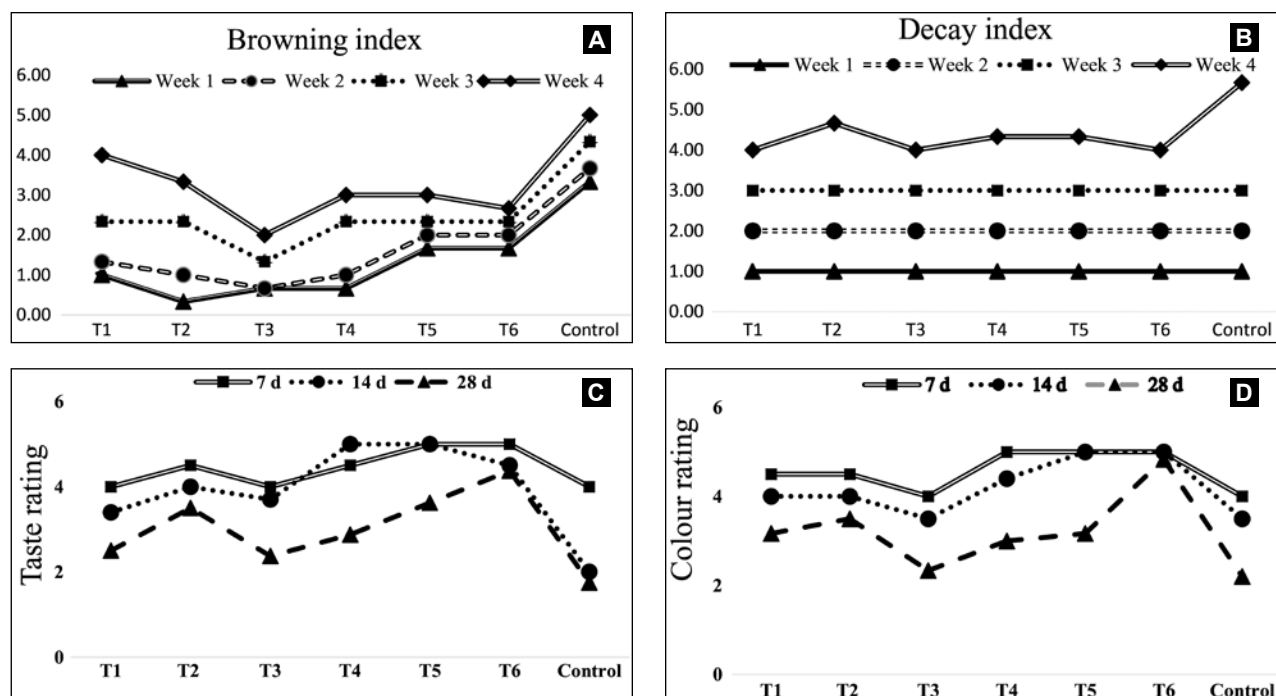 Browning index
A
Week 1 Week 2 Week 3 Week 4
6.00
5.00
4.00
3.00
2.00
1.00
0.00
T1 T2 T3 T4 T5 T6 Control
Decay index
B
Week 1 Week 2 Week 3 Week 4
6.00
5.00
4.00
3.00
2.00
1.00
0.00
T1 T2 T3 T4 T5 T6 Control
7 d 14 d 28 d
C
Taste rating
6
4
2
0
T1 T2 T3 T4 T5 T6 Control
7 d 14 d 28 d
D
Colour rating
6
4
2
0
T1 T2 T3 T4 T5 T6 Control